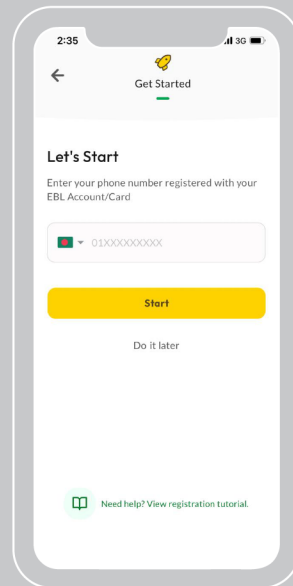 2:35
3G
Get Started
Let's Start
Enter your phone number registered with your
EBL Account/Card
01XXXXXXXXX
Start
Do it later
Need help? View registration tutorial.